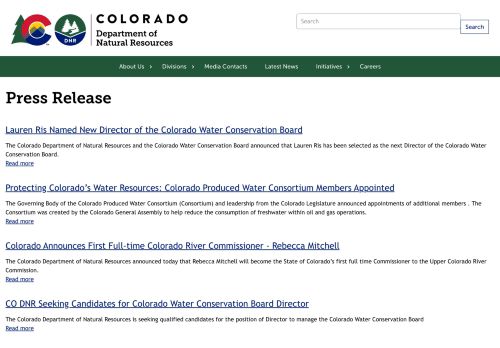 COLORADO
Department of
Natural Resources
DNR
Search
Search
About Us
Divisions
Media Contacts
Latest News
Initiatives
Careers
Press Release
Lauren Ris Named New Director of the Colorado Water Conservation Board
The Colorado Department of Natural Resources and the Colorado Water Conservation Board announced that Lauren Ris has been selected as the next Director of the Colorado Water
Conservation Board.
Read more
Protecting Colorado’s Water Resources: Colorado Produced Water Consortium Members Appointed
The Governing Body of the Colorado Produced Water Consortium (Consortium) and leadership from the Colorado Legislature announced appointments of additional members . The
Consortium was created by the Colorado General Assembly to help reduce the consumption of freshwater within oil and gas operations.
Read more
Colorado Announces First Full-time Colorado River Commissioner - Rebecca Mitchell
The Colorado Department of Natural Resources announced today that Rebecca Mitchell will become the State of Colorado’s first full time Commissioner to the Upper Colorado River
Commission.
Read more
CO DNR Seeking Candidates for Colorado Water Conservation Board Director
The Colorado Department of Natural Resources is seeking qualified candidates for the position of Director to manage the Colorado Water Conservation Board
Read more